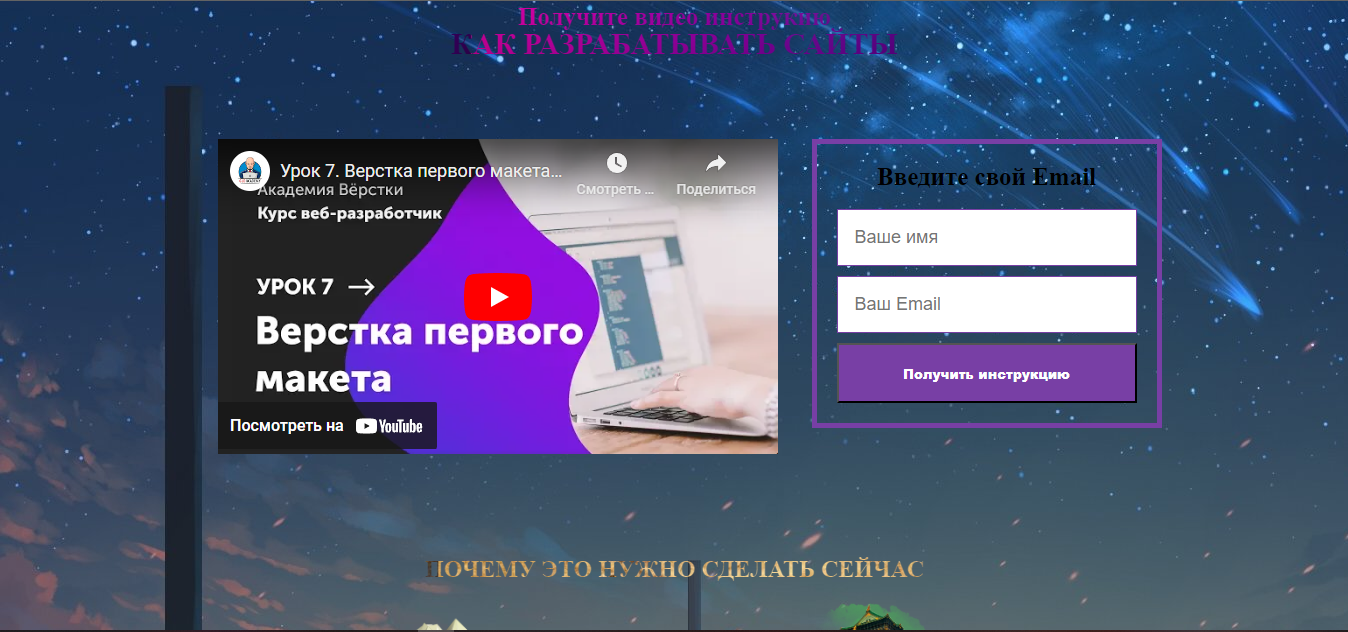 Получите видео инструкцию
КАК РАЗРАБАТЫВАТЬ САЙТЫ
Урок 7. Верстка первого макета...
Смотреть ...
Поделиться
Академия Вёрстки
Курс веб-разработчик
УРОК 7 →
Верстка первого
макета
Посмотреть на YouTube
Введите свой Email
Ваше имя
Ваш Email
Получить инструкцию
ПОЧЕМУ ЭТО НУЖНО СДЕЛАТЬ СЕЙЧАС